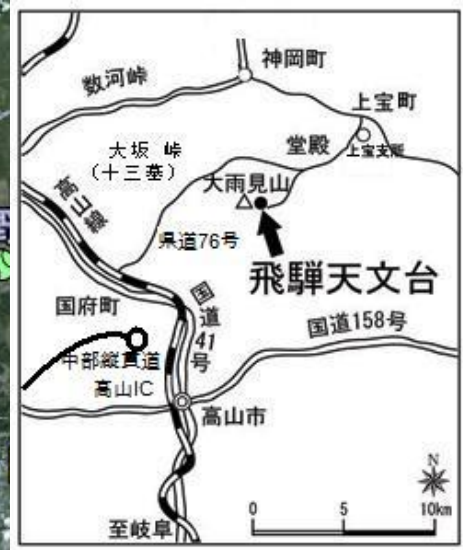 神岡町
数河峠
上宝町
大坂 峠
(十三墓)
堂殿
上宝支所
高山線
大雨見山
県道76号
飛騨天文台
国府町
国道41号
国道158号
中部縦貫道
高山IC
高山市
N
0 5 10km
至岐阜